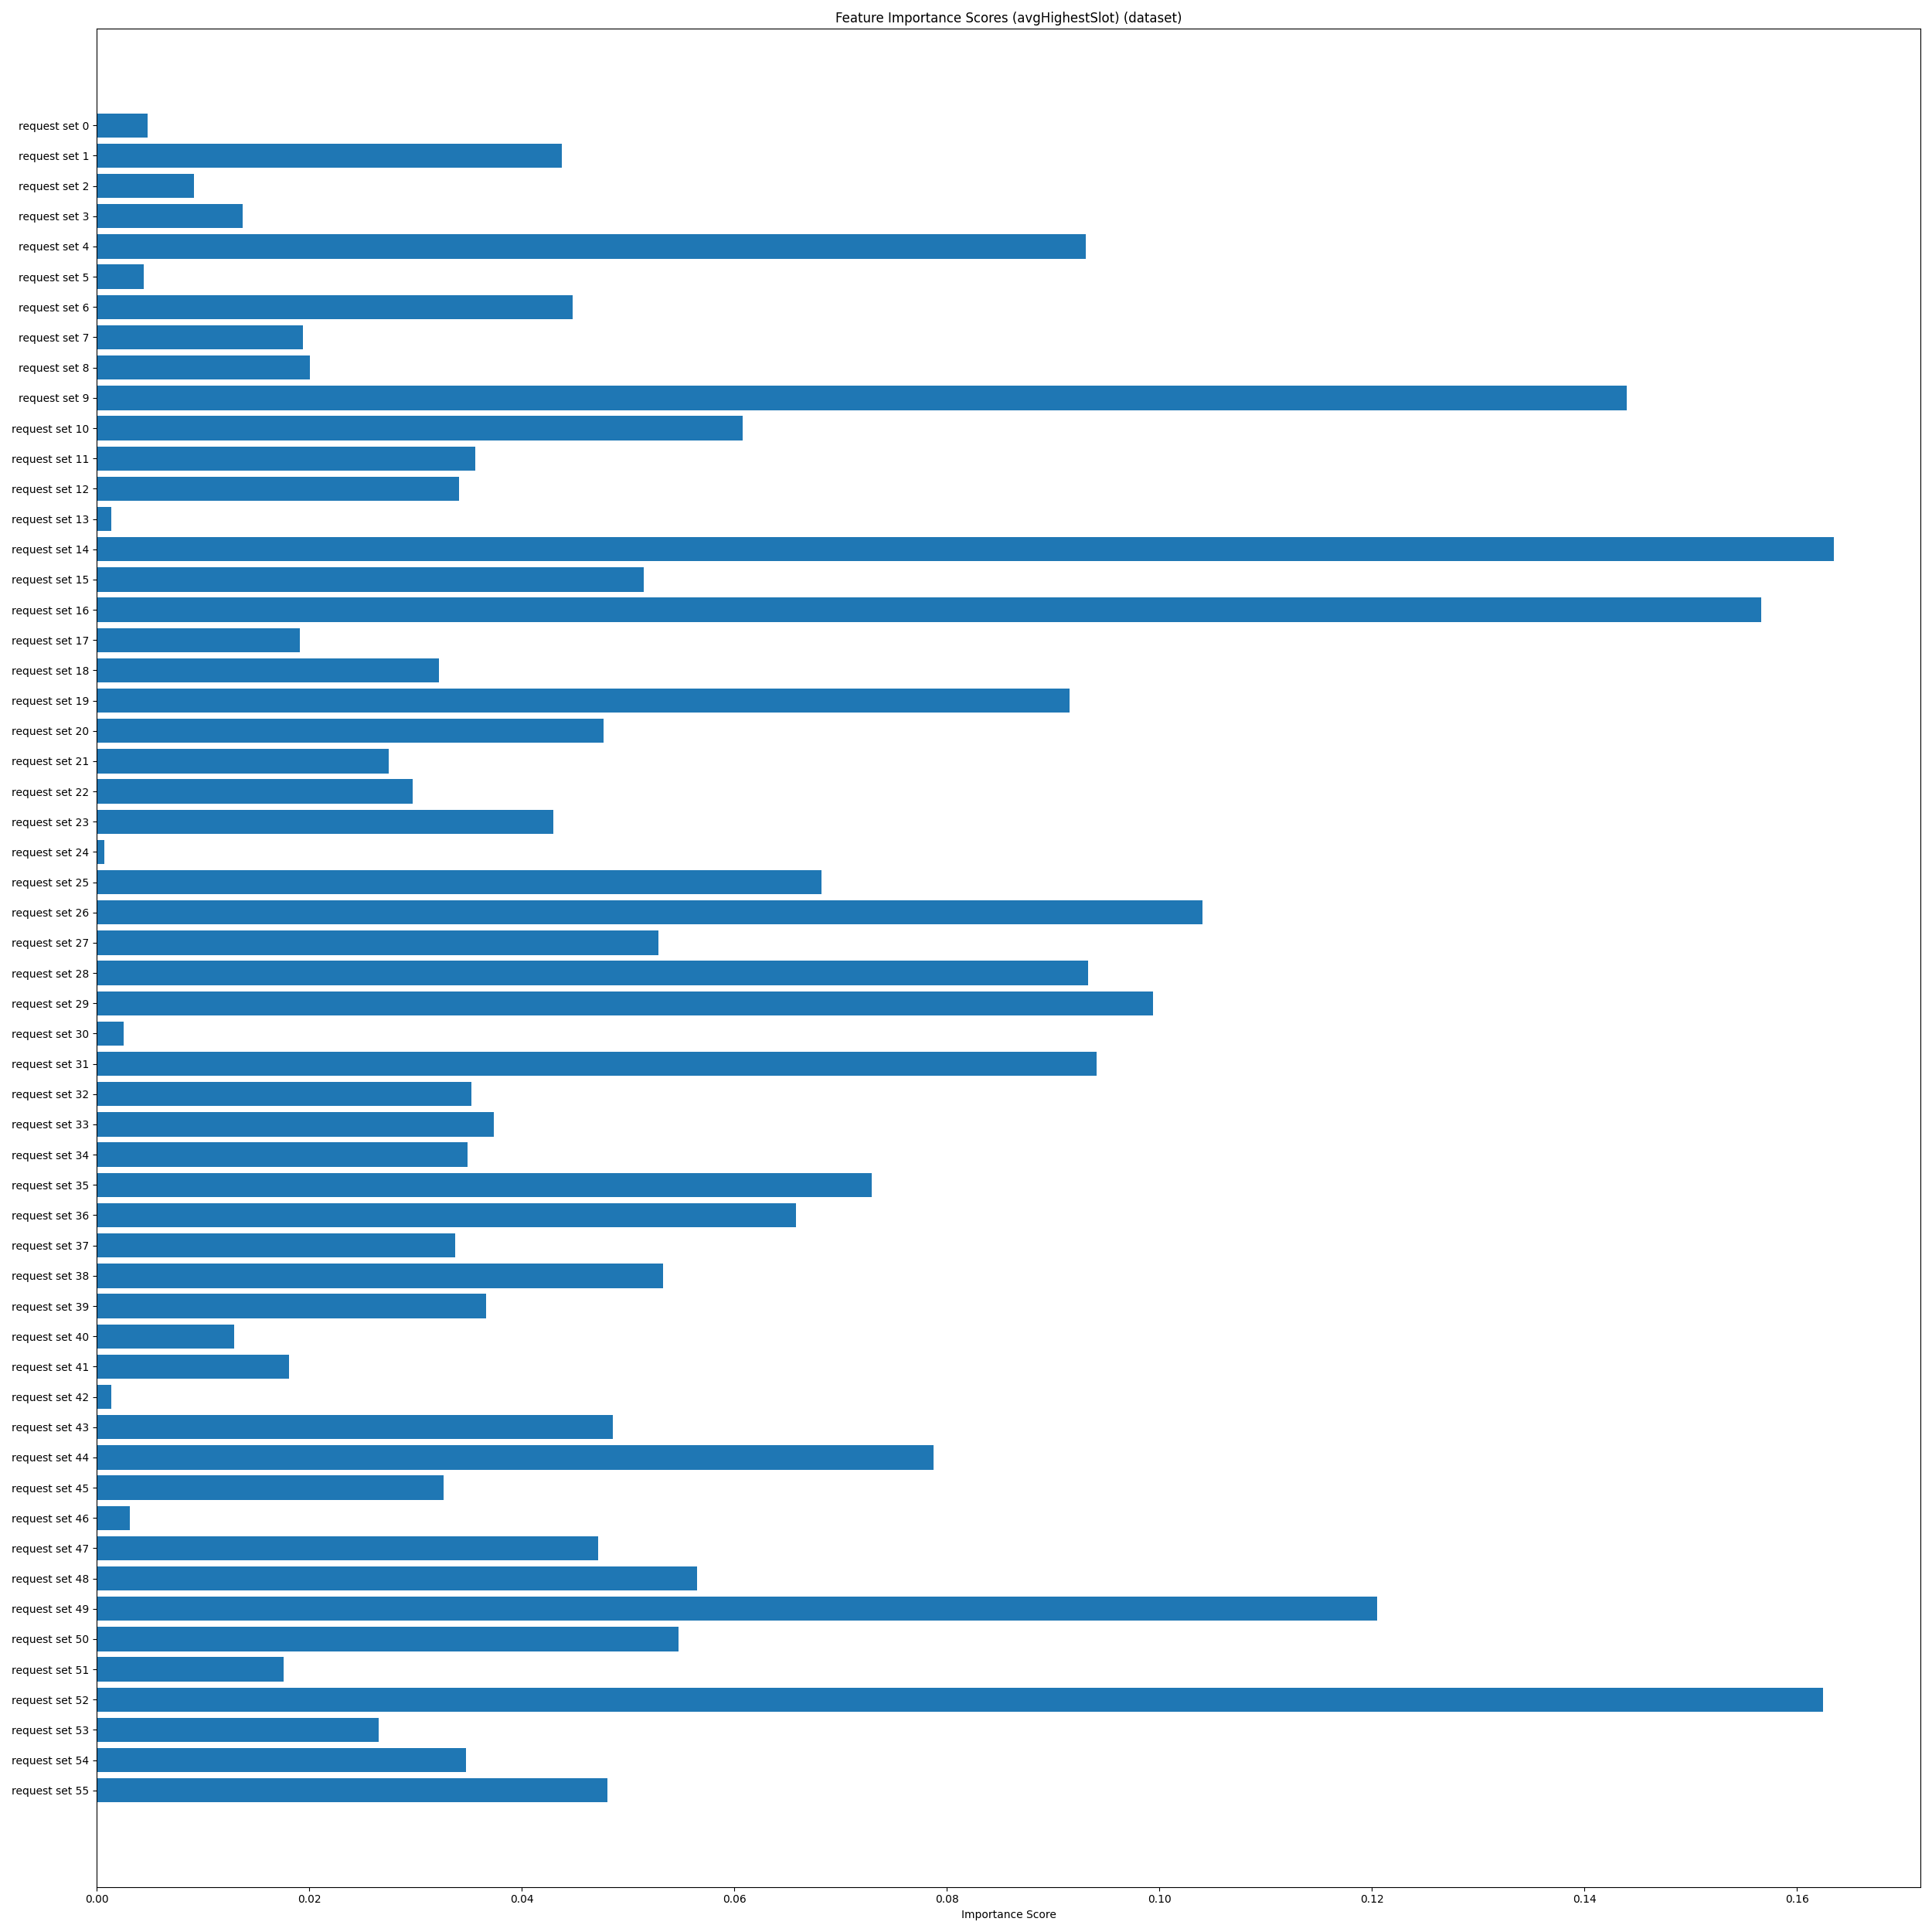 Feature Importance Scores (avgHighestSlot) (dataset)
request set 0
request set 1
request set 2
request set 3
request set 4
request set 5
request set 6
request set 7
request set 8
request set 9
request set 10
request set 11
request set 12
request set 13
request set 14
request set 15
request set 16
request set 17
request set 18
request set 19
request set 20
request set 21
request set 22
request set 23
request set 24
request set 25
request set 26
request set 27
request set 28
request set 29
request set 30
request set 31
request set 32
request set 33
request set 34
request set 35
request set 36
request set 37
request set 38
request set 39
request set 40
request set 41
request set 42
request set 43
request set 44
request set 45
request set 46
request set 47
request set 48
request set 49
request set 50
request set 51
request set 52
request set 53
request set 54
request set 55
0.00 0.02 0.04 0.06 0.08 0.10 0.12 0.14 0.16
Importance Score